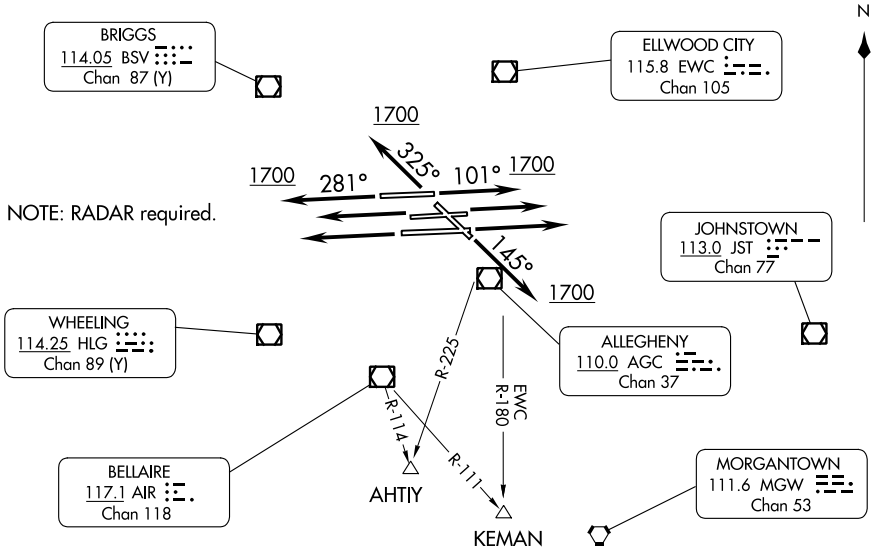 N
BRIGGS
114.05 BSV
Chan 87 (Y)
ELLWOOD CITY
115.8 EWC
Chan 105
1700
325°
1700
281°
101°
1700
NOTE: RADAR required.
JOHNSTOWN
113.0 JST
Chan 77
145°
1700
WHEELING
114.25 HLG
Chan 89 (Y)
ALLEGHENY
110.0 AGC
Chan 37
R-225
EWC
R-180
R-114
R-111
BELLAIRE
117.1 AIR
Chan 118
AHTIY
MORGANTOWN
111.6 MGW
Chan 53
KEMAN